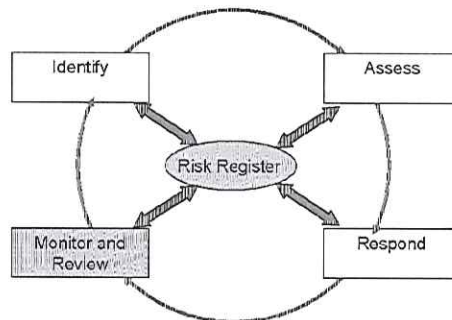 Identify
Assess
Risk Register
Monitor and
Review
Respond